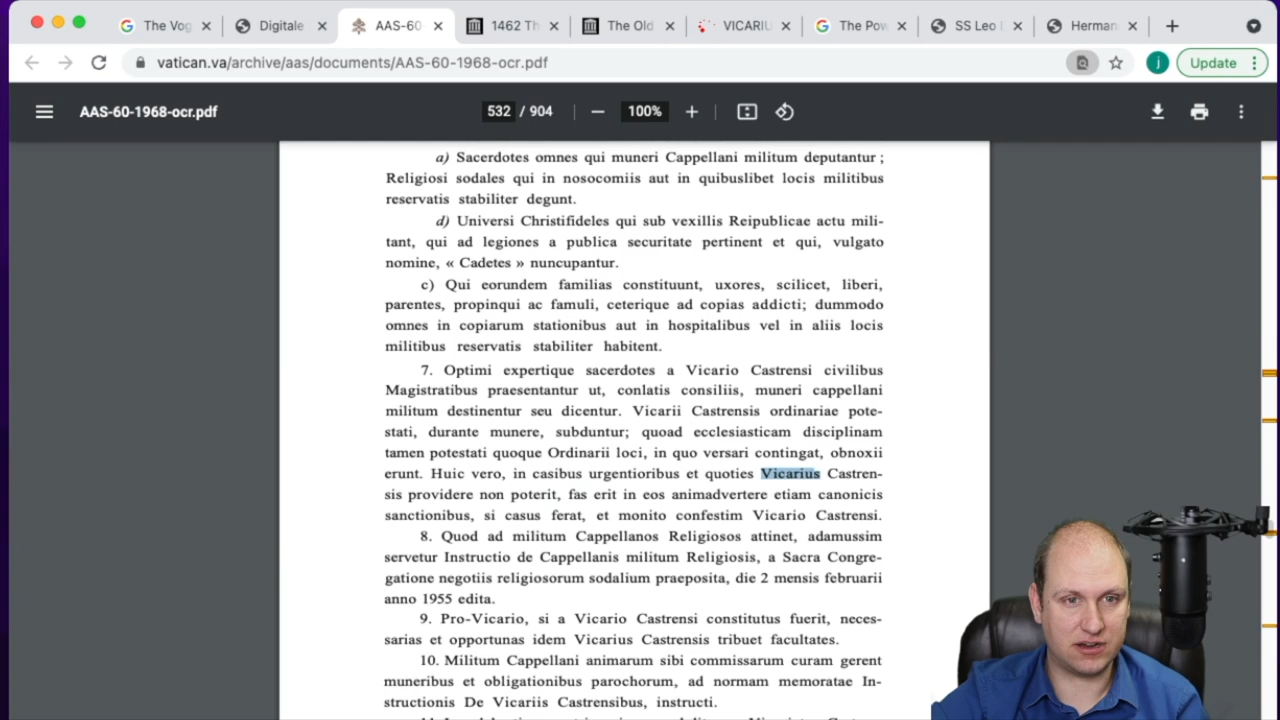 The Vog
Digitale
AAS-60
1462 Th
The Old
VICARIU
The Pow
SS Leo
Herman
vatican.va/archive/aas/documents/AAS-60-1968-ocr.pdf
j
Update
AAS-60-1968-ocr.pdf
532 / 904
100%
a) Sacerdotes omnes qui muneri Cappellani militum deputantur ;
Religiosi sodales qui in nosocomiis aut in quibuslibet locis militibus
reservatis stabiliter degunt.
d) Universi Christifideles qui sub vexillis Reipublicae actu mili-
tant, qui ad legiones a publica securitate pertinent et qui, vulgato
nomine, « Cadetes » nuncupantur.
c) Qui eorundem familias constituunt, uxores, scilicet, liberi,
parentes, propinqui ac famuli, ceterique ad copias addicti; dummodo
omnes in copiarum stationibus aut in hospitalibus vel in aliis locis
militibus reservatis stabiliter habitent.
7. Optimi expertique sacerdotes a Vicario Castrensi civilibus
Magistratibus praesentantur ut, conlatis consiliis, muneri cappellani
militum destinentur seu dicentur. Vicarii Castrensis ordinariae pote-
stati, durante munere, subduntur; quoad ecclesiasticam disciplinam
tamen potestati quoque Ordinarii loci, in quo versari contingat, obnoxii
erunt. Huic vero, in casibus urgentioribus et quoties Vicarius Castren-
sis providere non poterit, fas erit in eos animadvertere etiam canonicis
sanctionibus, si casus ferat, et monito confestim Vicario Castrensi.
8. Quod ad militum Cappellanos Religiosos attinet, adamussim
servetur Instructio de Cappellanis militum Religiosis, a Sacra Congre-
gatione negotiis religiosorum sodalium praeposita, die 2 mensis februarii
anno 1955 edita.
9. Pro-Vicario, si a Vicario Castrensi constitutus fuerit, neces-
sarias et opportunas idem Vicarius Castrensis tribuet facultates.
10. Militum Cappellani animarum sibi commissarum curam gerent
muneribus et obligationibus parochorum, ad normam memoratae In-
structionis De Vicariis Castrensibus, instructi.